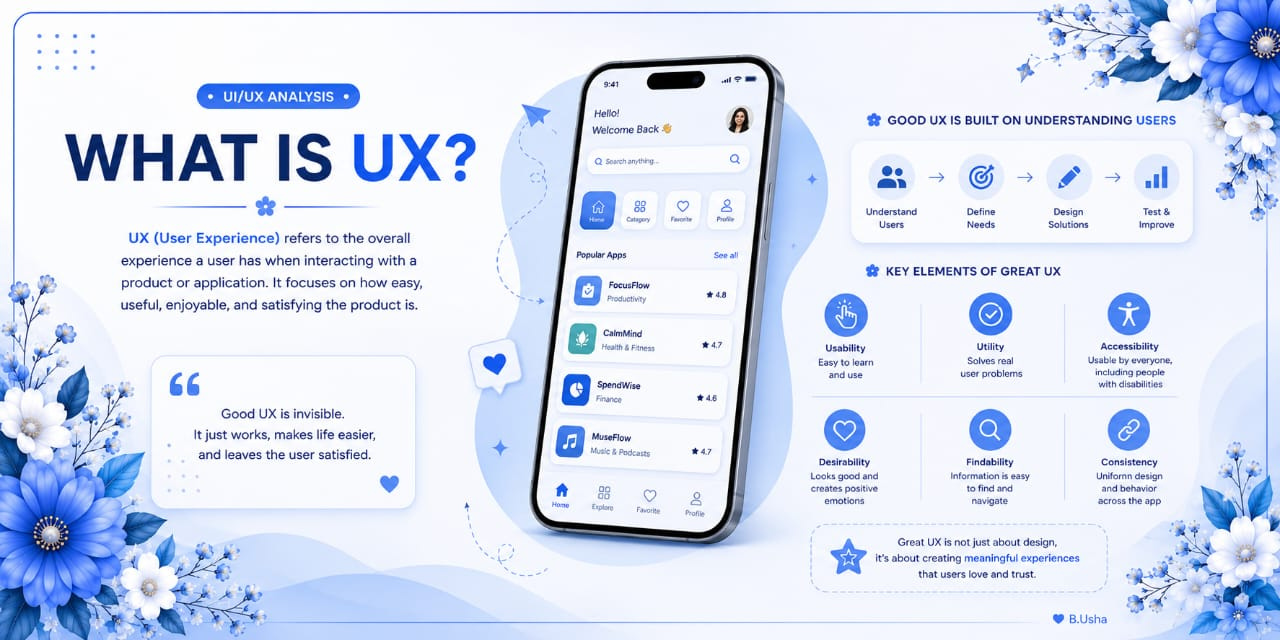 UI/UX ANALYSIS
WHAT IS UX?
UX (User Experience) refers to the overall
experience a user has when interacting with a
product or application. It focuses on how easy,
useful, enjoyable, and satisfying the product is.
“
Good UX is invisible.
It just works, makes life easier,
and leaves the user satisfied.
9:41
Hello!
Welcome Back 👋
Search anything...
Home
Category
Favorite
Profile
Popular Apps
See all
FocusFlow
Productivity
★ 4.8
CalmMind
Health & Fitness
★ 4.7
SpendWise
Finance
★ 4.6
MuseFlow
Music & Podcasts
★ 4.7
Home
Explore
Favorite
Profile
GOOD UX IS BUILT ON UNDERSTANDING USERS
Understand
Users
Define
Needs
Design
Solutions
Test &
Improve
KEY ELEMENTS OF GREAT UX
Usability
Easy to learn
and use
Utility
Solves real
user problems
Accessibility
Usable by everyone,
including people
with disabilities
Desirability
Looks good and
creates positive
emotions
Findability
Information is easy
to find and
navigate
Consistency
Uniform design
and behavior
across the app
Great UX is not just about design,
it's about creating meaningful experiences
that users love and trust.
B.Usha